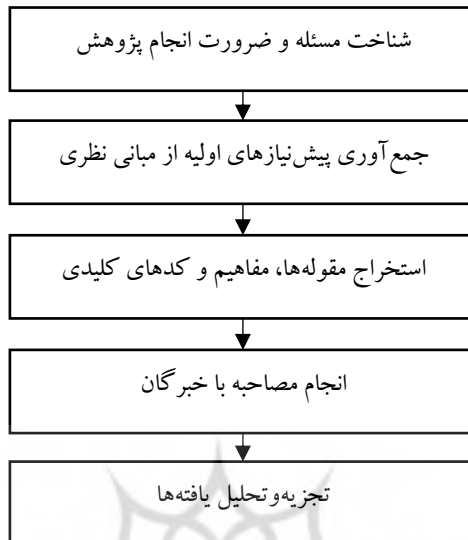 شناخت مسئله و ضرورت انجام پژوهش
جمع‌آوری پیش‌نیازهای اولیه از مبانی نظری
استخراج مقوله‌ها، مفاهیم و کدهای کلیدی
انجام مصاحبه با خبرگان
تجزیه‌وتحلیل یافته‌ها